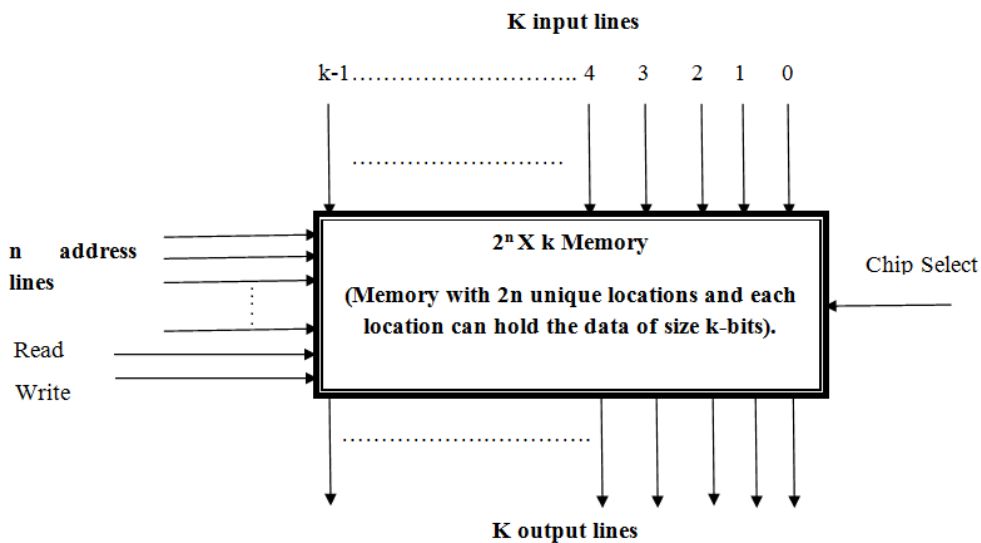 K input lines
k-1……………………….. 4 3 2 1 0
………………………
n address
lines
2ⁿ X k Memory
(Memory with 2n unique locations and each
location can hold the data of size k-bits).
Chip Select
Read
Write
…………………………….
K output lines